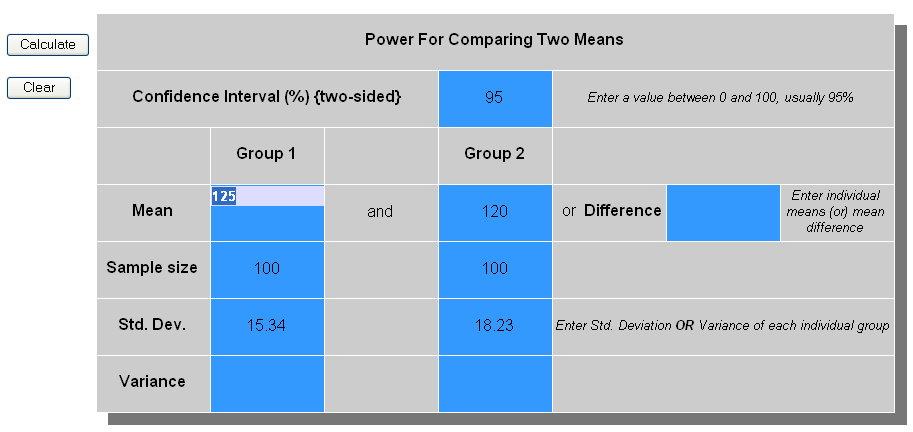 Calculate
Clear
Power For Comparing Two Means
Confidence Interval (%) {two-sided}
95
Enter a value between 0 and 100, usually 95%
Group 1
Group 2
Mean
125
and
120
or Difference
Enter individual
means (or) mean
difference
Sample size
100
100
Std. Dev.
15.34
18.23
Enter Std. Deviation OR Variance of each individual group
Variance